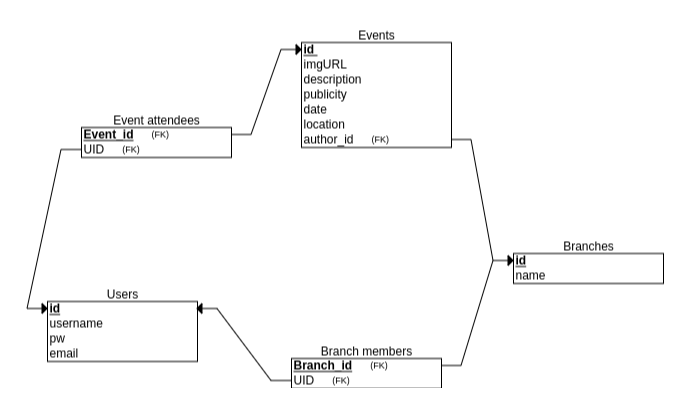 Events
id
imgURL
description
publicity
date
location
author_id (FK)
Event attendees
Event_id (FK)
UID (FK)
Branches
id
name
Users
id
username
pw
email
Branch members
Branch_id (FK)
UID (FK)